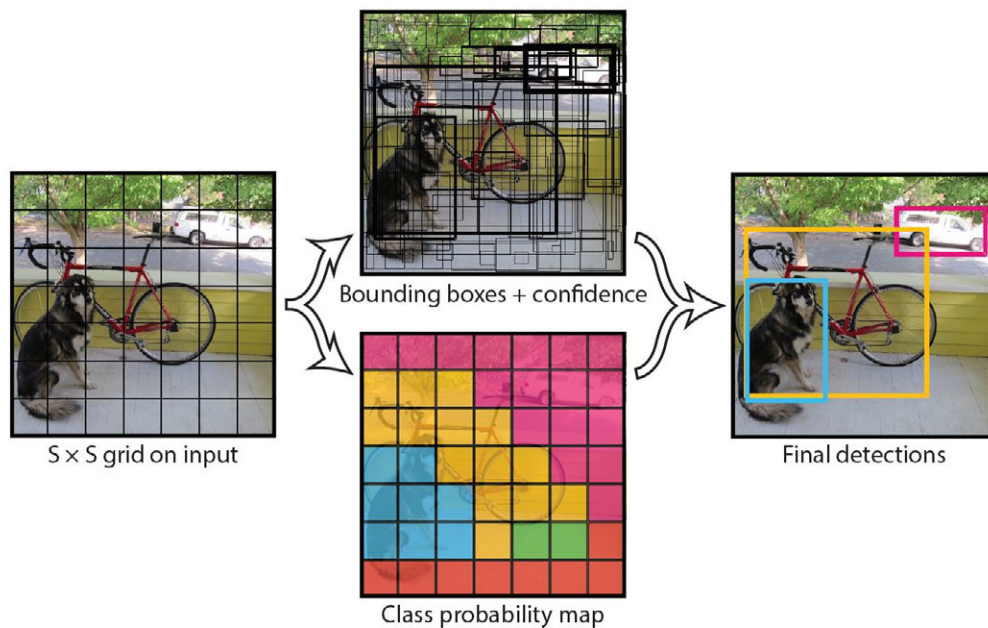 S × S grid on input
Bounding boxes + confidence
Class probability map
Final detections